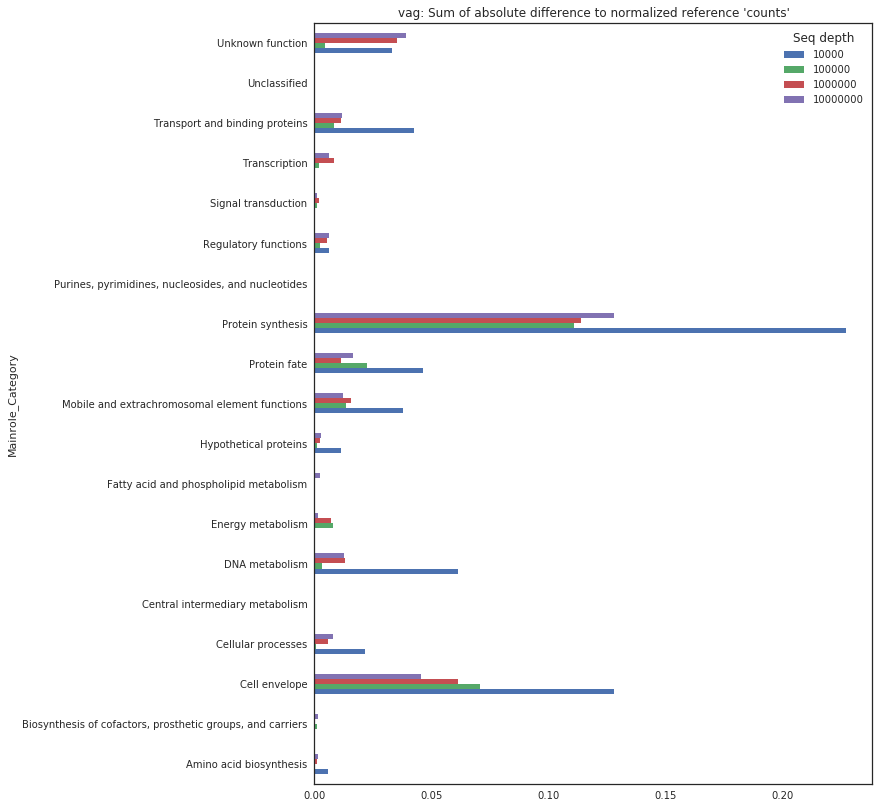 vag: Sum of absolute difference to normalized reference 'counts'
Seq depth
10000
100000
1000000
10000000
Unknown function
Unclassified
Transport and binding proteins
Transcription
Signal transduction
Regulatory functions
Purines, pyrimidines, nucleosides, and nucleotides
Protein synthesis
Protein fate
Mobile and extrachromosomal element functions
Hypothetical proteins
Fatty acid and phospholipid metabolism
Energy metabolism
DNA metabolism
Central intermediary metabolism
Cellular processes
Cell envelope
Biosynthesis of cofactors, prosthetic groups, and carriers
Amino acid biosynthesis
Mainrole_Category
0.00 0.05 0.10 0.15 0.20